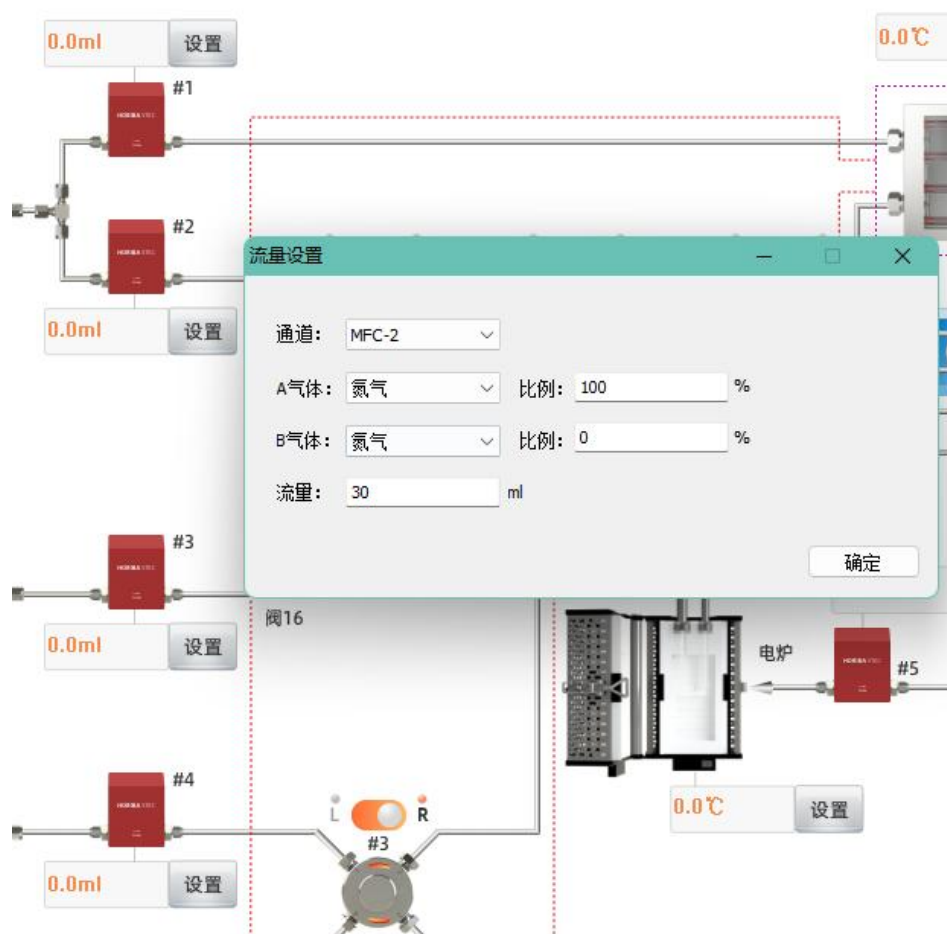 0.0ml 设置
0.0℃
#1
#2
流量设置
0.0ml 设置
通道： MFC-2
A气体： 氮气 比例： 100 %
B气体： 氮气 比例： 0 %
流量： 30 ml
确定
#3
阀16
0.0ml 设置
电炉
#5
#4
0.0℃ 设置
L R
#3
0.0ml 设置